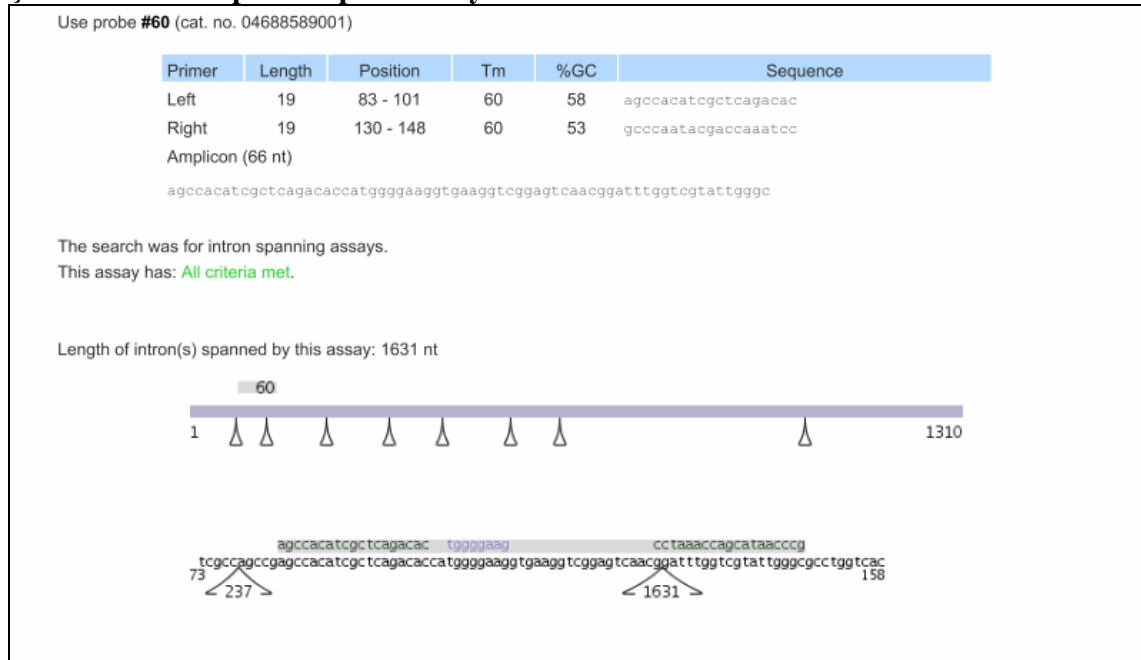 Use probe #60 (cat. no. 04688589001)
Primer Length Position Tm %GC Sequence
Left 19 83 - 101 60 58 agccacatcgctcagacac
Right 19 130 - 148 60 53 gcccaatacgaccaaatcc
Amplicon (66 nt)
agccacatcgctcagacaccatggggaaggtgaaggtcggagtcaacggatttggtcgtattgggc
The search was for intron spanning assays.
This assay has: All criteria met.
Length of intron(s) spanned by this assay: 1631 nt
60
1 1310
agccacatcgctcagacac tggggaag cctaaaccagcataacccg
tcgccagccgagccacatcgctcagacaccatggggaaggtgaaggtcggagtcaacggatttggtcgtattgggcgcctggtcac
73 158
237 1631